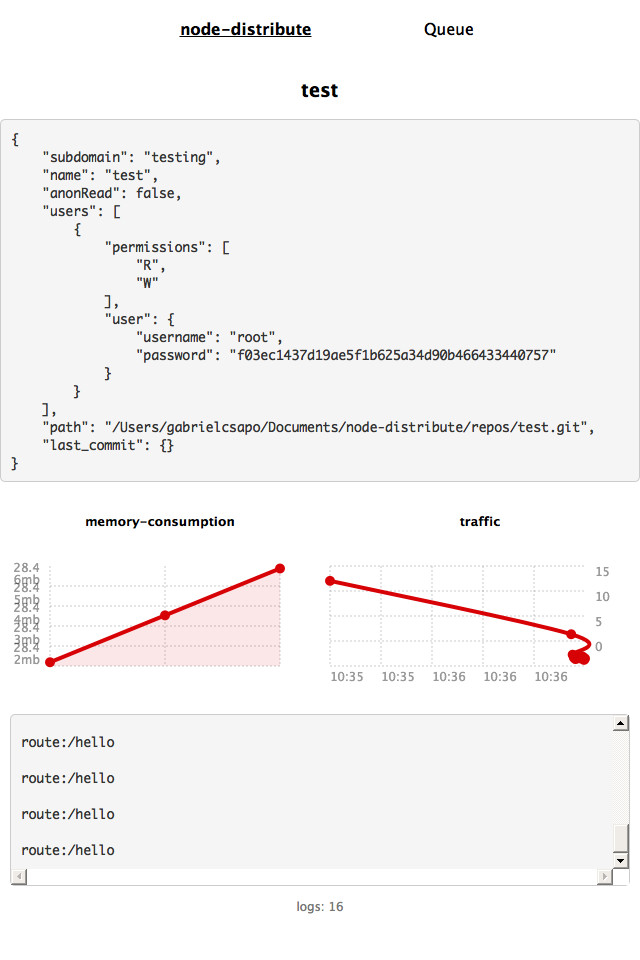 node-distribute
Queue
test
{
    "subdomain": "testing",
    "name": "test",
    "anonRead": false,
    "users": [
        {
            "permissions": [
                "R",
                "W"
            ],
            "user": {
                "username": "root",
                "password": "f03ec1437d19ae5f1b625a34d90b466433440757"
            }
        }
    ],
    "path": "/Users/gabrielcsapo/Documents/node-distribute/repos/test.git",
    "last_commit": {}
}
memory-consumption
28.4
6mb
28.4
5mb
28.4
4mb
28.4
3mb
28.4
2mb
traffic
15
10
5
0
10:35 10:35 10:36 10:36 10:36
route:/hello
route:/hello
route:/hello
route:/hello
logs: 16